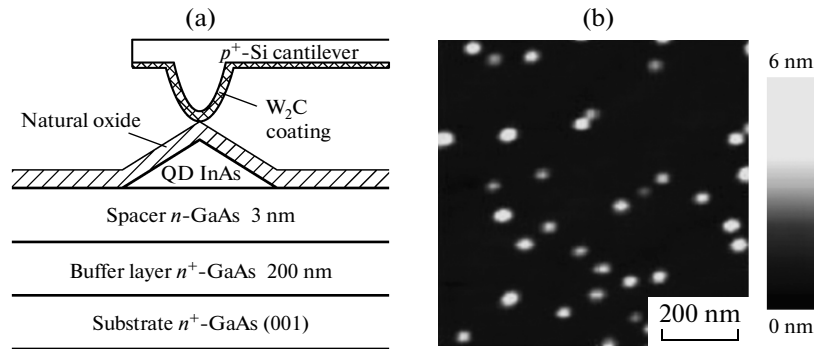 (a)
p⁺-Si cantilever
W₂C
coating
Natural oxide
QD InAs
Spacer n-GaAs 3 nm
Buffer layer n⁺-GaAs 200 nm
Substrate n⁺-GaAs (001)
(b)
6 nm
200 nm
0 nm